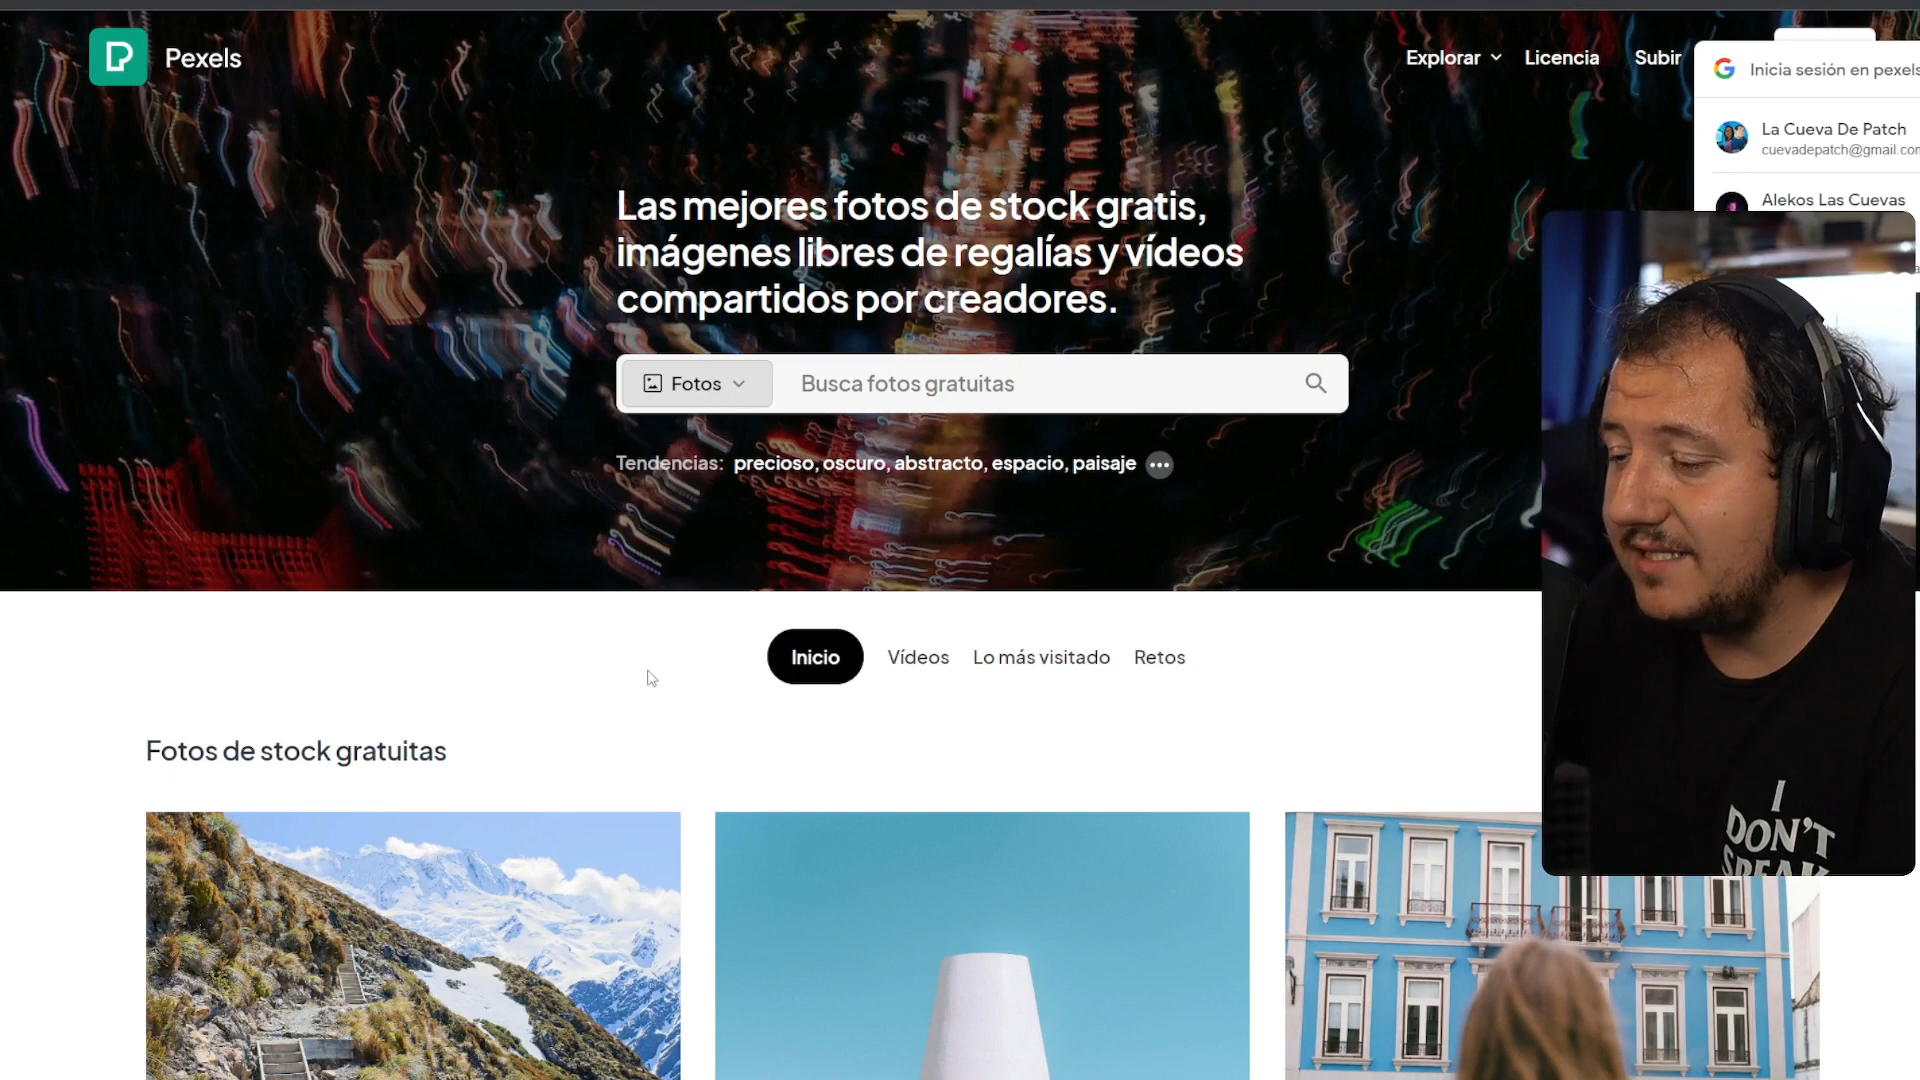 Pexels
Explorar
Licencia
Subir
Inicia sesión en pexels
La Cueva De Patch
cuevadepatch@gmail.com
Alekos Las Cuevas
Las mejores fotos de stock gratis,
imágenes libres de regalías y vídeos
compartidos por creadores.
Fotos
Busca fotos gratuitas
Tendencias: precioso, oscuro, abstracto, espacio, paisaje
Inicio
Vídeos
Lo más visitado
Retos
Fotos de stock gratuitas
I
DON'T
SPEAK